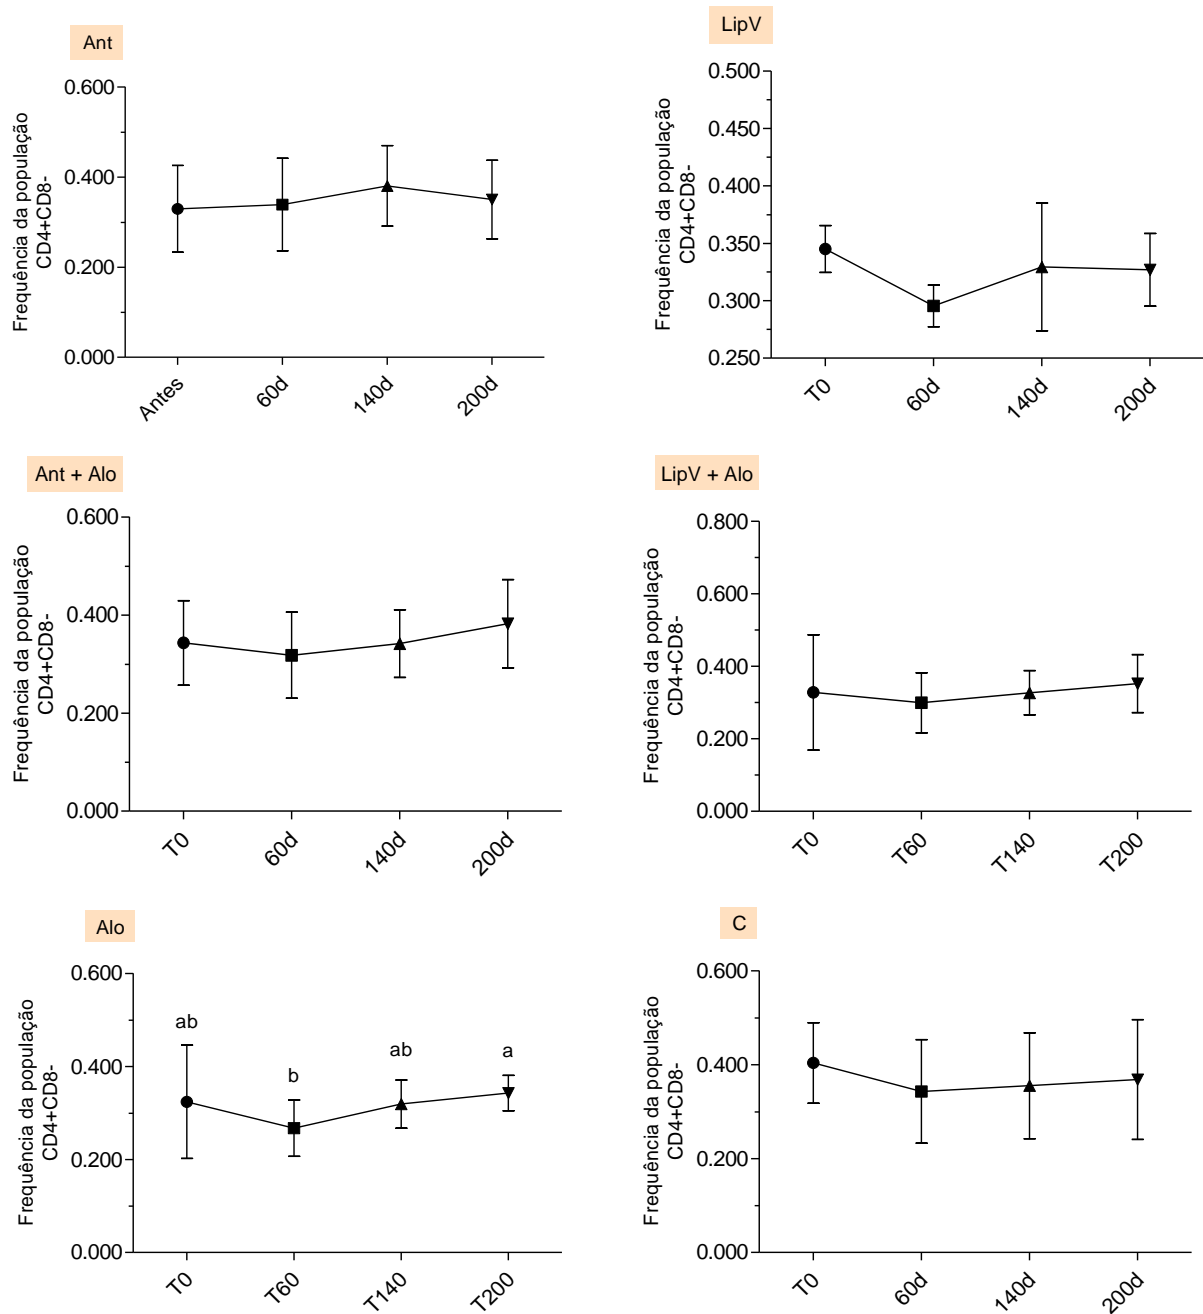 Ant
Frequência da população
CD4+CD8-
0.600
0.400
0.200
0.000
Antes
60d
140d
200d
LipV
Frequência da população
CD4+CD8-
0.500
0.450
0.400
0.350
0.300
0.250
T0
60d
140d
200d
Ant + Alo
Frequência da população
CD4+CD8-
0.600
0.400
0.200
0.000
T0
60d
140d
200d
LipV + Alo
Frequência da população
CD4+CD8-
0.800
0.600
0.400
0.200
0.000
T0
T60
T140
T200
Alo
Frequência da população
CD4+CD8-
0.600
0.400
0.200
0.000
ab
b
ab
a
T0
T60
T140
T200
C
Frequência da população
CD4+CD8-
0.600
0.400
0.200
0.000
T0
60d
140d
200d